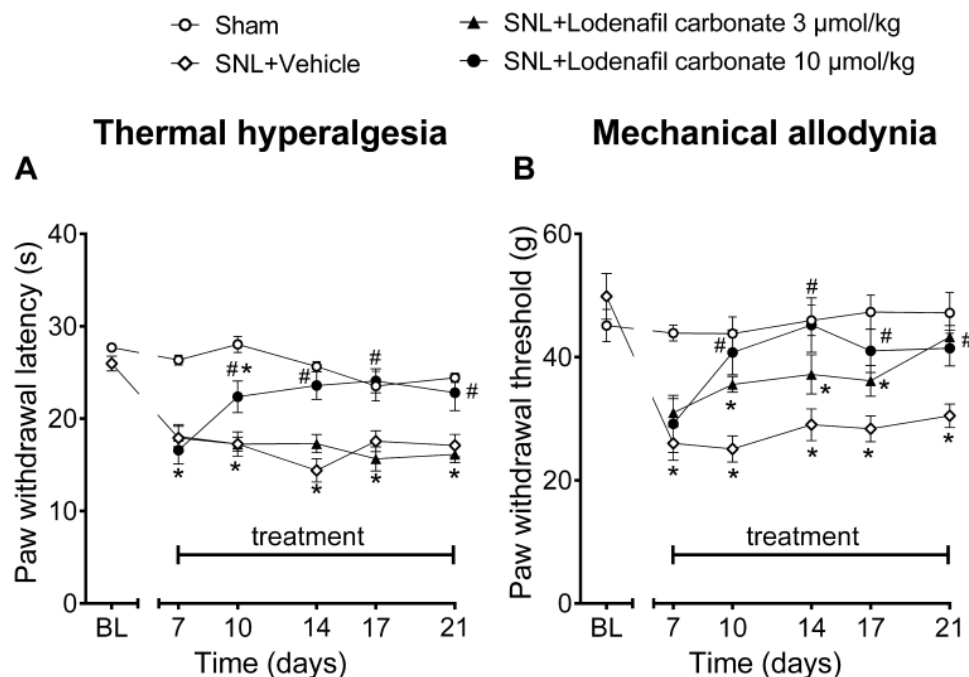 Sham
SNL+Vehicle
SNL+Lodenafil carbonate 3 µmol/kg
SNL+Lodenafil carbonate 10 µmol/kg
Thermal hyperalgesia
A
Paw withdrawal latency (s)
40
30
20
10
0
#*
#
#
#
*
*
*
*
*
treatment
BL
7
10
14
17
21
Time (days)
Mechanical allodynia
B
Paw withdrawal threshold (g)
60
40
20
0
#
#
#
#
*
*
*
*
*
*
*
*
treatment
BL
7
10
14
17
21
Time (days)